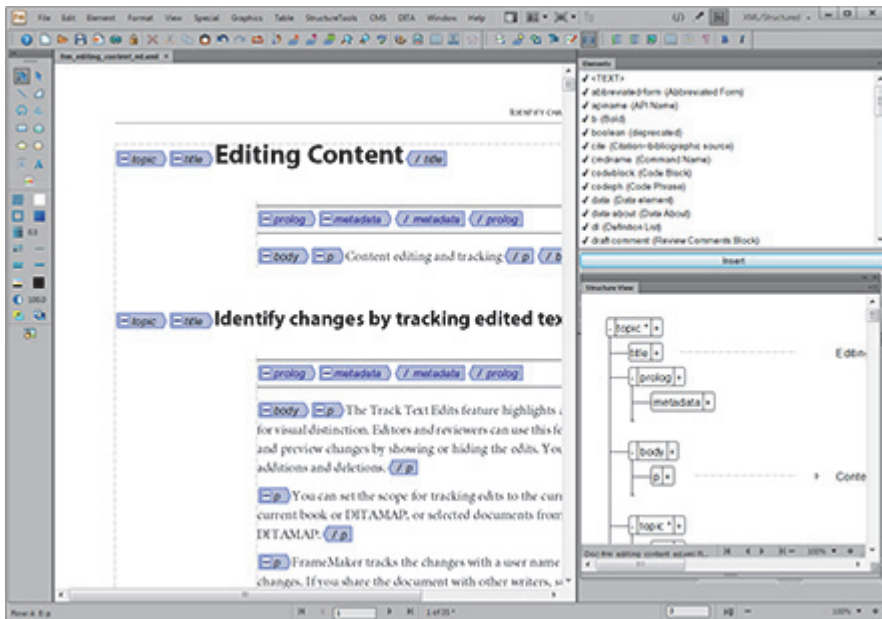 Fm File Edit Element Format View Special Graphics Table StructureTools CMS DITA Window Help XML/Structured
fm_editing_content_ed.xml ×
IDENTIFY CHA
topic title Editing Content / title
prolog metadata / metadata / prolog
body p Content editing and tracking / p / b
topic title Identify changes by tracking edited tex
prolog metadata / metadata / prolog
body p The Track Text Edits feature highlights a
for visual distinction. Editors and reviewers can use this fe
and preview changes by showing or hiding the edits. You
additions and deletions. / p
p You can set the scope for tracking edits to the curr
current book or DITAMAP, or selected documents from
DITAMAP. / p
p FrameMaker tracks the changes with a user name
changes. If you share the document with other writers,
Elements
<TEXT>
abbreviated-form (Abbreviated Form)
apiname (API Name)
b (Bold)
boolean (deprecated)
cite (Citation-bibliographic source)
cmdname (Command Name)
codeblock (Code Block)
codeph (Code Phrase)
data (Data element)
data-about (Data About)
dl (Definition List)
draft-comment (Review Comments Block)
Insert
Structure View
topic * +
title + Editin
prolog +
metadata +
body +
p + Conte
topic * +
100%
100.0
1 1 of 35 *
100%